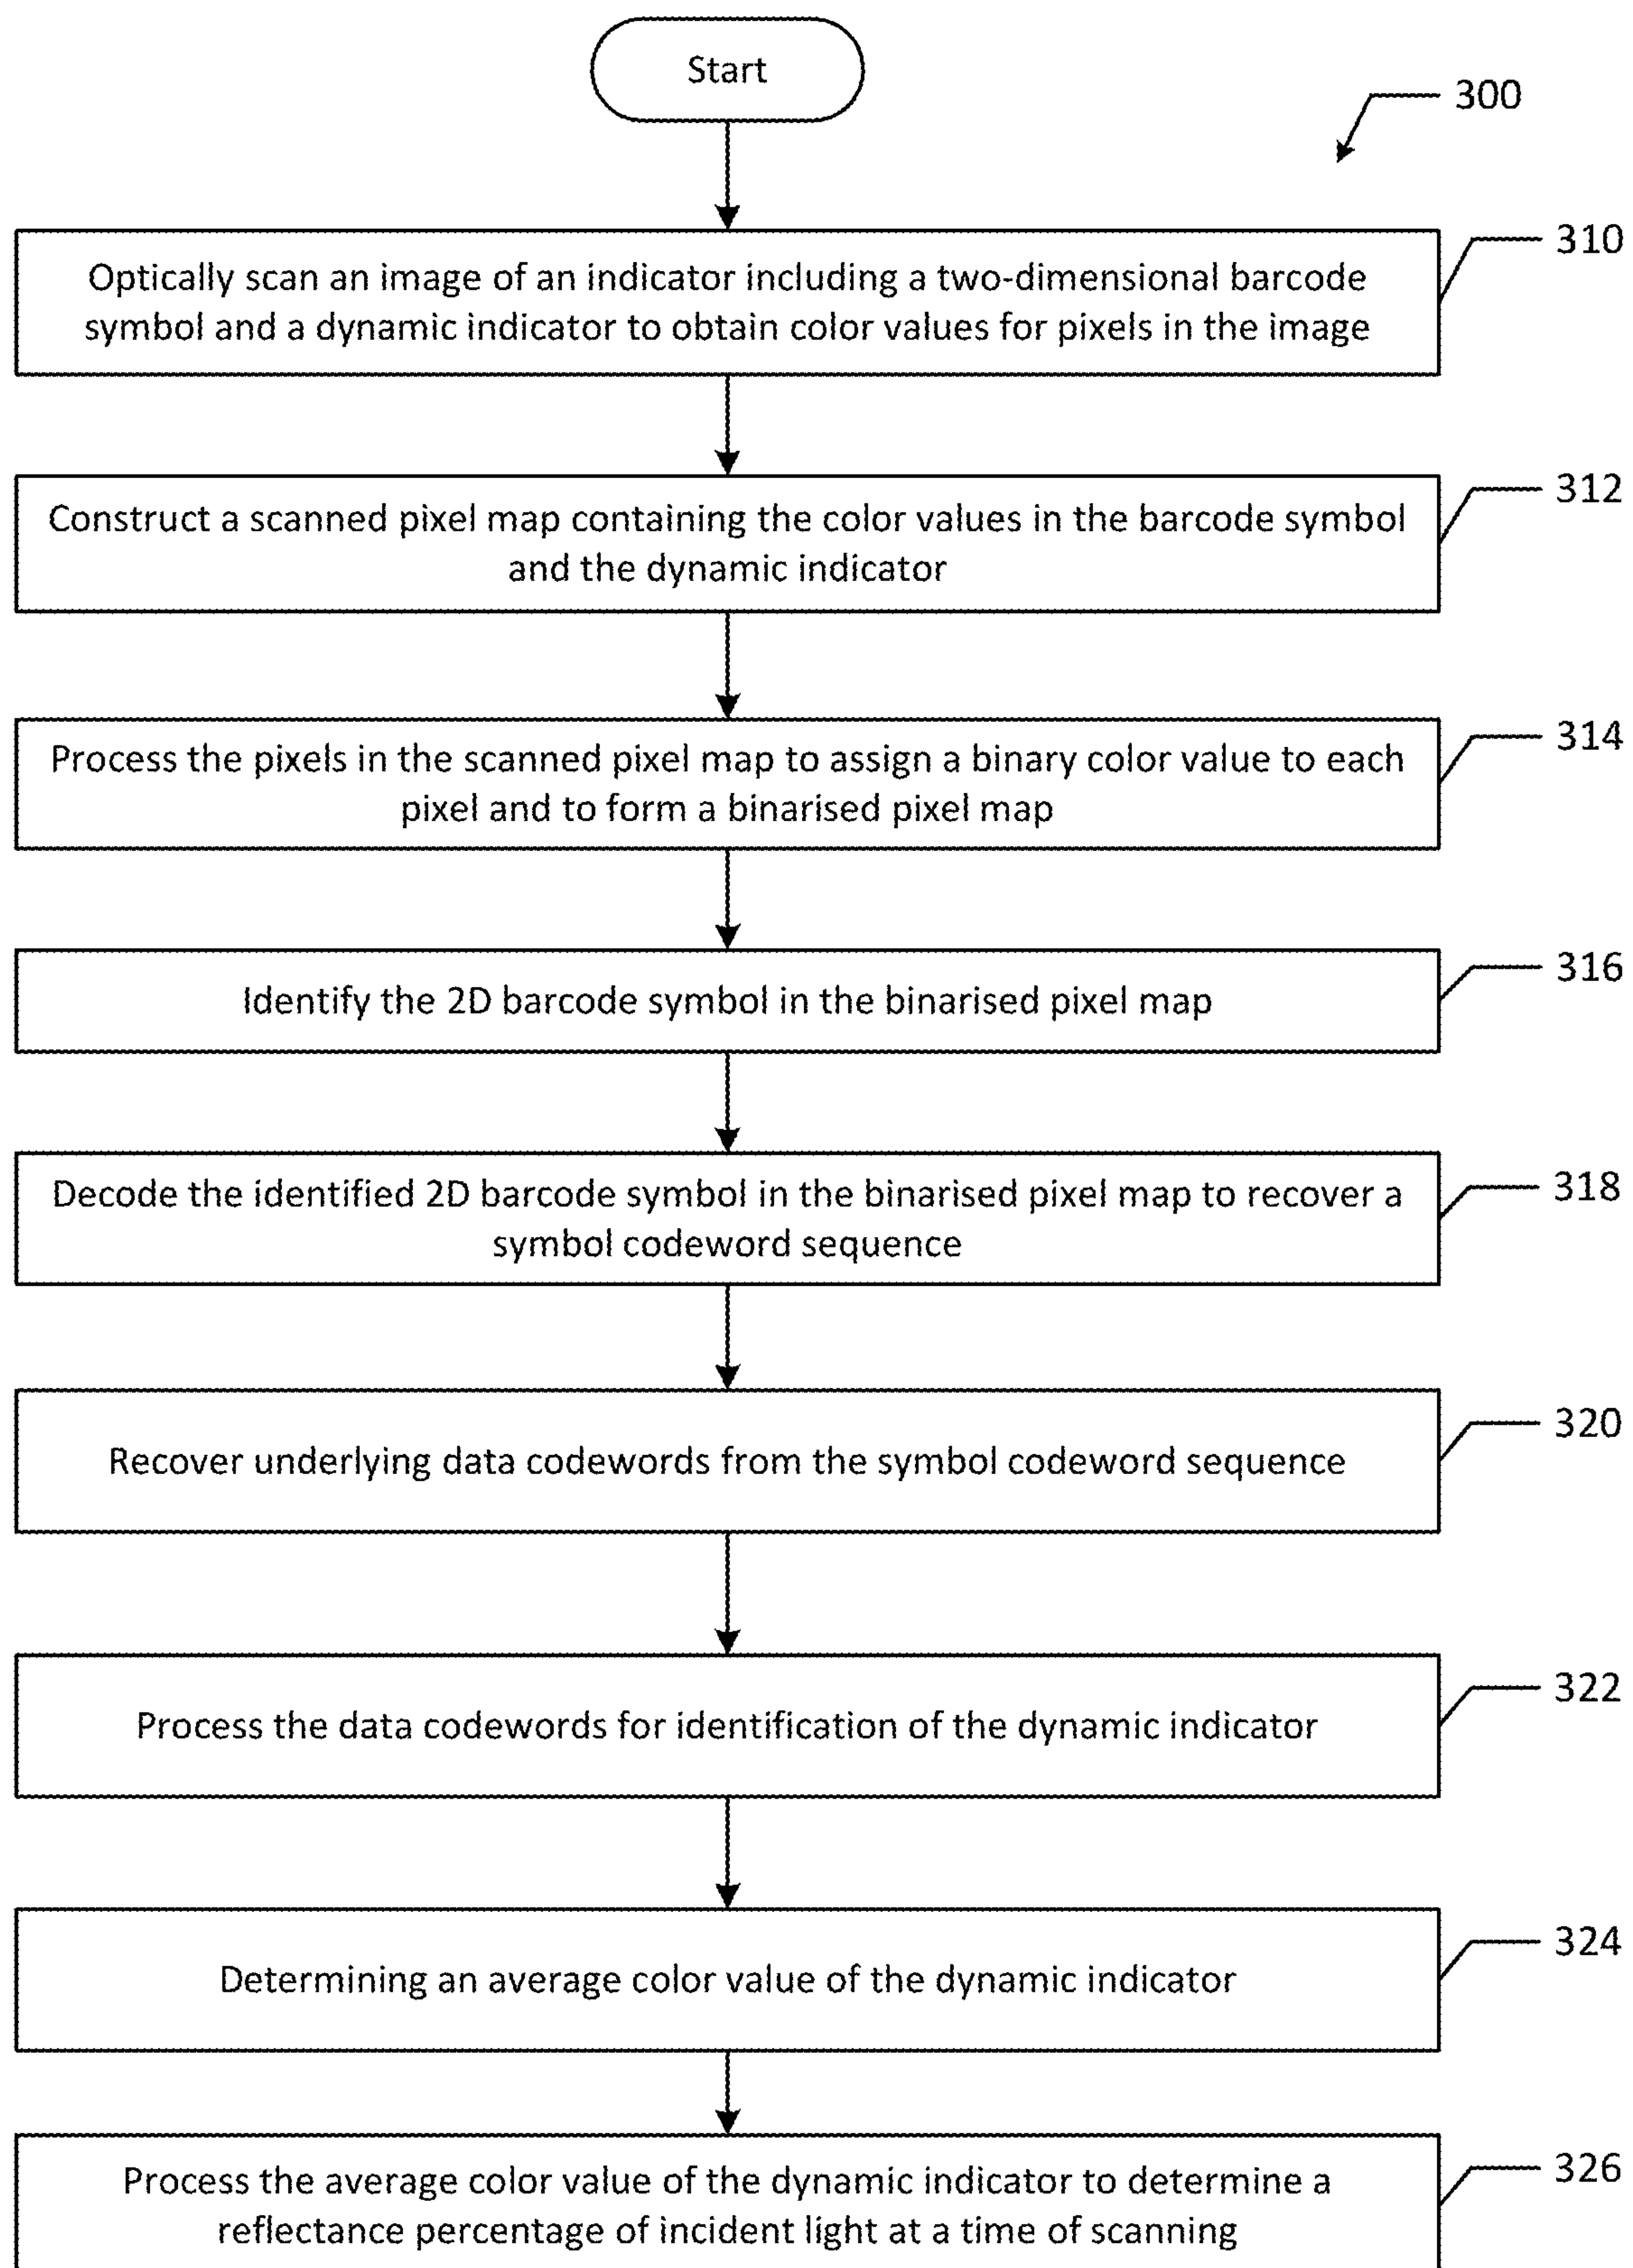 Start
300
310
Optically scan an image of an indicator including a two-dimensional barcode
symbol and a dynamic indicator to obtain color values for pixels in the image
312
Construct a scanned pixel map containing the color values in the barcode symbol
and the dynamic indicator
314
Process the pixels in the scanned pixel map to assign a binary color value to each
pixel and to form a binarised pixel map
316
Identify the 2D barcode symbol in the binarised pixel map
318
Decode the identified 2D barcode symbol in the binarised pixel map to recover a
symbol codeword sequence
320
Recover underlying data codewords from the symbol codeword sequence
322
Process the data codewords for identification of the dynamic indicator
324
Determining an average color value of the dynamic indicator
326
Process the average color value of the dynamic indicator to determine a
reflectance percentage of incident light at a time of scanning